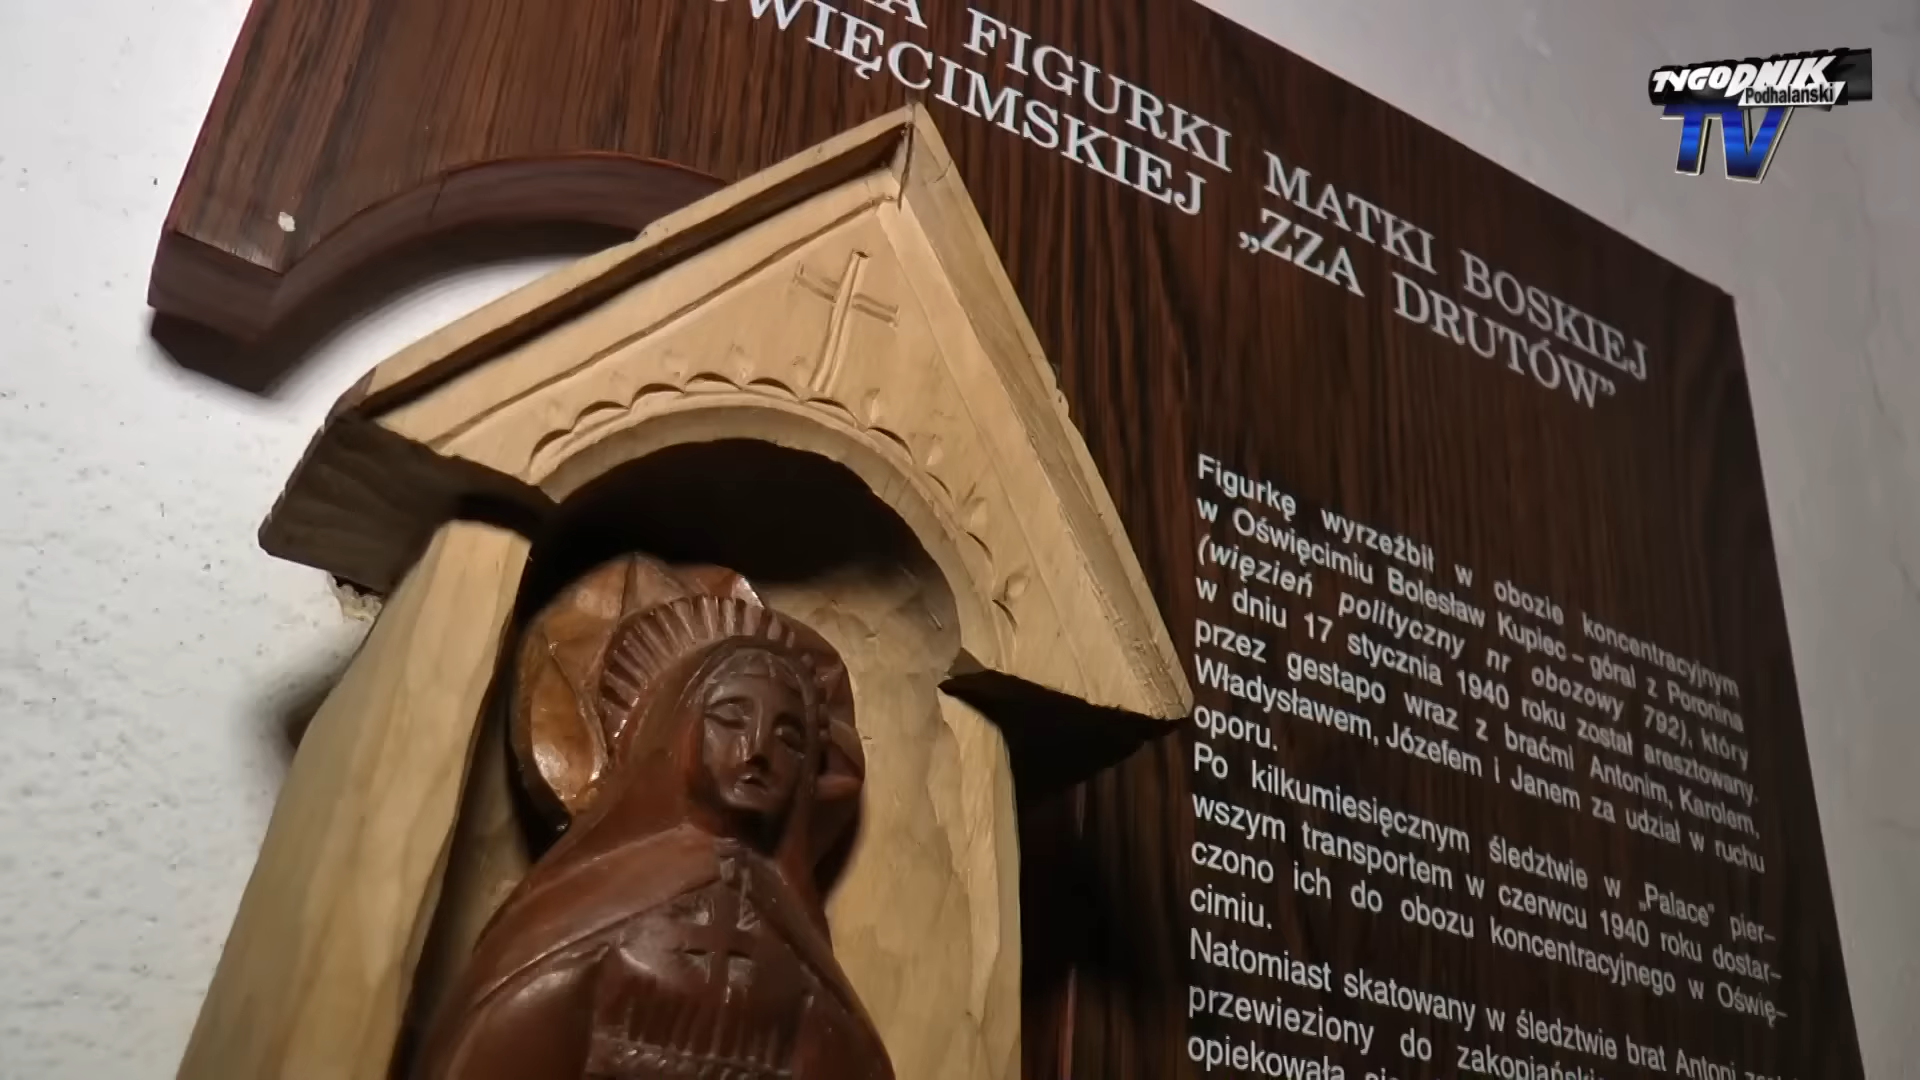 FIGURKI MATKI BOSKIEJ
WIĘCIMSKIEJ „ZZA DRUTÓW”
TYGODNIK
Podhalański
TV
Figurkę wyrzeźbił w obozie koncentracyjnym
w Oświęcimiu Bolesław Kupiec – góral z Poronina
(więzień polityczny nr obozowy 792), który
w dniu 17 stycznia 1940 roku został aresztowany
przez gestapo wraz z braćmi Antonim, Karolem,
Władysławem, Józefem i Janem za udział w ruchu
oporu.
Po kilkumiesięcznym śledztwie w „Palace” pier-
wszym transportem w czerwcu 1940 roku dostar-
czono ich do obozu koncentracyjnego w Oświę-
cimiu.
Natomiast skatowany w śledztwie brat Antoni
przewieziony do
opiekowała